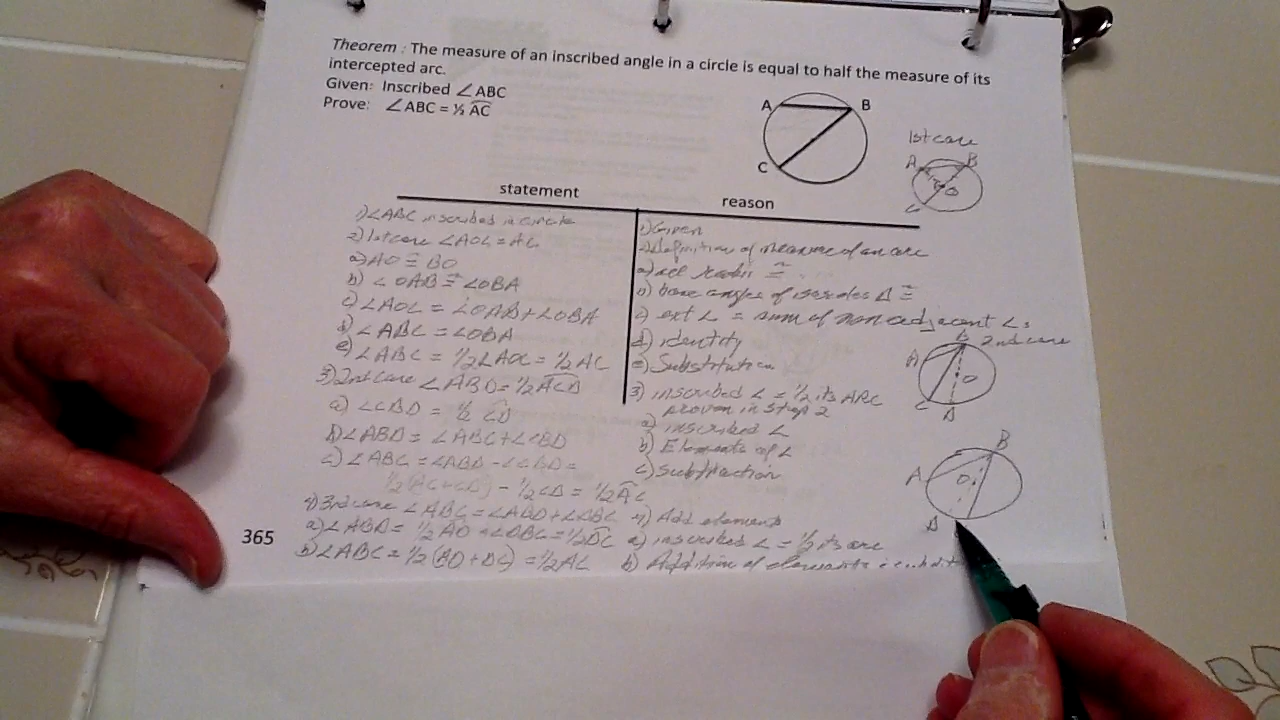 Theorem : The measure of an inscribed angle in a circle is equal to half the measure of its
intercepted arc.
Given: Inscribed ∠ABC
Prove: ∠ABC = ½ AC
A B
C
1st case
A B
O
C
statement reason
1) ∠ABC inscribed in circle
2) 1st case ∠AOC = AC
a) AO ≅ BO
b) ∠OAB ≅ ∠OBA
c) ∠AOC = ∠OAB + ∠OBA
d) ∠ABC = ∠OBA
e) ∠ABC = 1/2 ∠AOC = 1/2 AC
3) 2nd case ∠ABD = 1/2 ACD
a) ∠CBD = 1/2 CD
b) ∠ABD = ∠ABC + ∠CBD
c) ∠ABC = ∠ABD - ∠CBD =
1/2 (AC + CD) - 1/2 CD = 1/2 AC
4) 3rd case ∠ABC = ∠ABD + ∠DBC
a) ∠ABD = 1/2 AD ∠DBC = 1/2 DC
b) ∠ABC = 1/2 (AD + DC) = 1/2 AC
1) Given
2) definition of measure of an arc
a) all radii ≅
b) base angles of isosceles Δ ≅
c) ext ∠ = sum of nonadjacent ∠s
d) identity
e) Substitution
3) inscribed ∠ = 1/2 its ARC
proven in step 2
a) inscribed ∠
b) Elements of ∠
c) subtraction
4) Add elements
a) inscribed ∠ = 1/2 its arc
b) Addition of elements
B 2nd case
A
O
C D
B
A
O
D
365